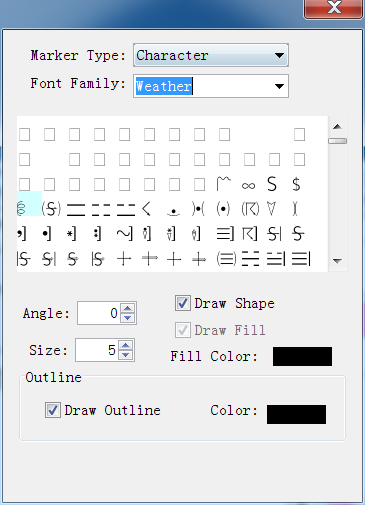 Marker Type: Character
Font Family: Weather
Angle: 0
Draw Shape
Draw Fill
Size: 5
Fill Color:
Outline
Draw Outline
Color: